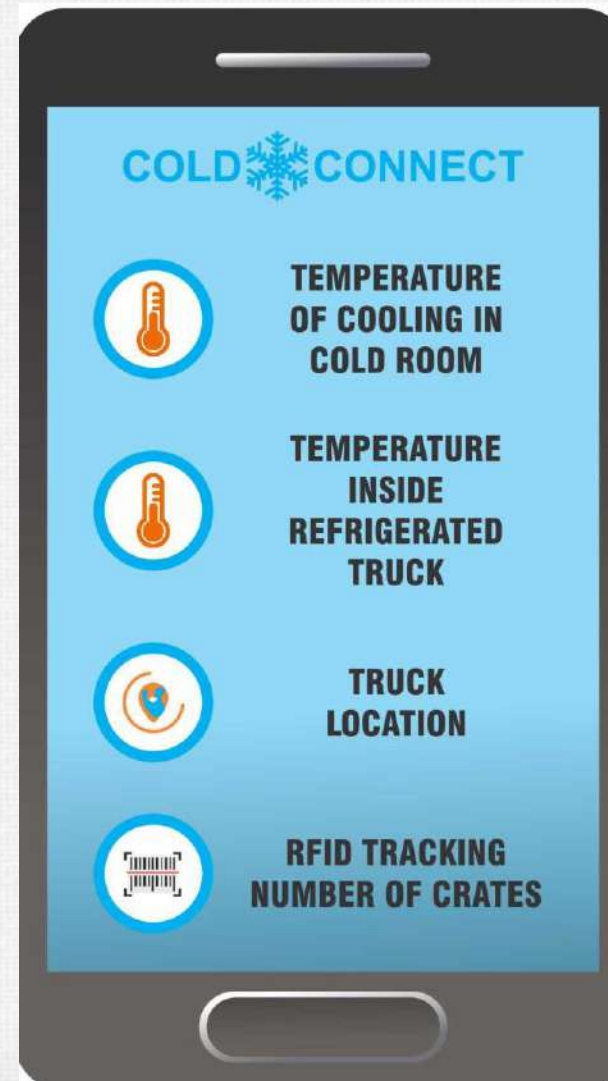 COLD CONNECT
TEMPERATURE
OF COOLING IN
COLD ROOM
TEMPERATURE
INSIDE
REFRIGERATED
TRUCK
TRUCK
LOCATION
RFID TRACKING
NUMBER OF CRATES